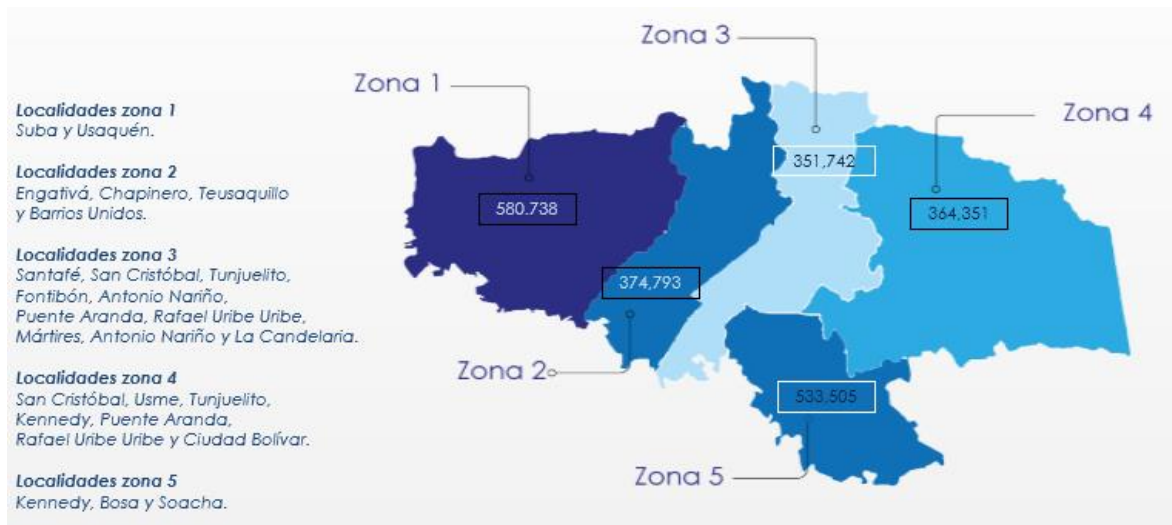 Localidades zona 1
Suba y Usaquén.
Localidades zona 2
Engativá, Chapinero, Teusaquillo
y Barrios Unidos.
Localidades zona 3
Santafé, San Cristóbal, Tunjuelito,
Fontibón, Antonio Nariño,
Puente Aranda, Rafael Uribe Uribe,
Mártires, Antonio Nariño y La Candelaria.
Localidades zona 4
San Cristóbal, Usme, Tunjuelito,
Kennedy, Puente Aranda,
Rafael Uribe Uribe y Ciudad Bolívar.
Localidades zona 5
Kennedy, Bosa y Soacha.
Zona 3
Zona 1
Zona 4
351,742
580.738
364,351
374,793
Zona 2
533,505
Zona 5